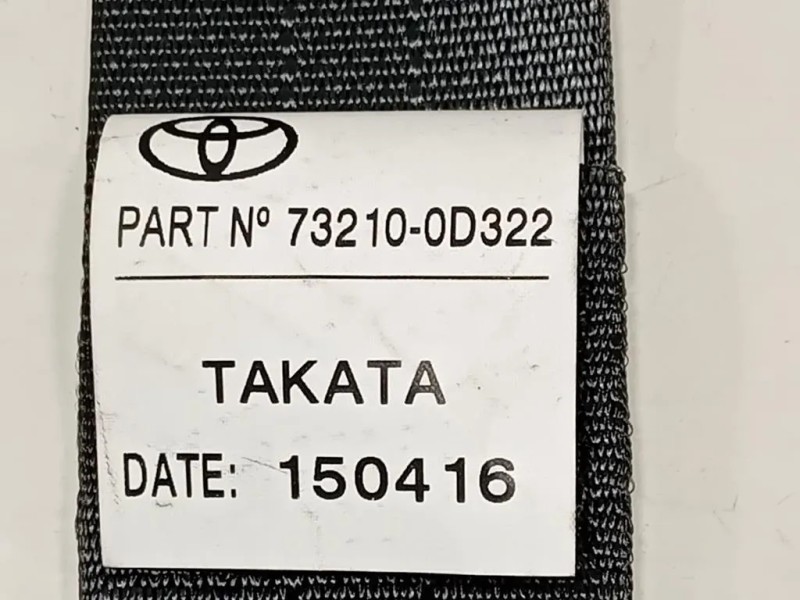 PART Nº 73210-0D322
TAKATA
DATE: 150416